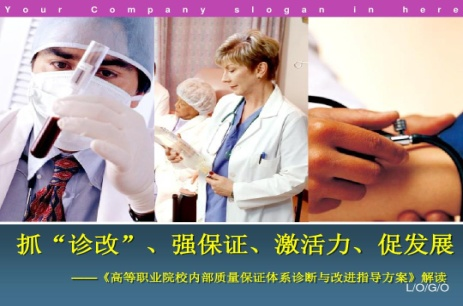 Your Company slogan in here
抓“诊改”、强保证、激活力、促发展
——《高等职业院校内部质量保证体系诊断与改进指导方案》解读
L/O/G/O